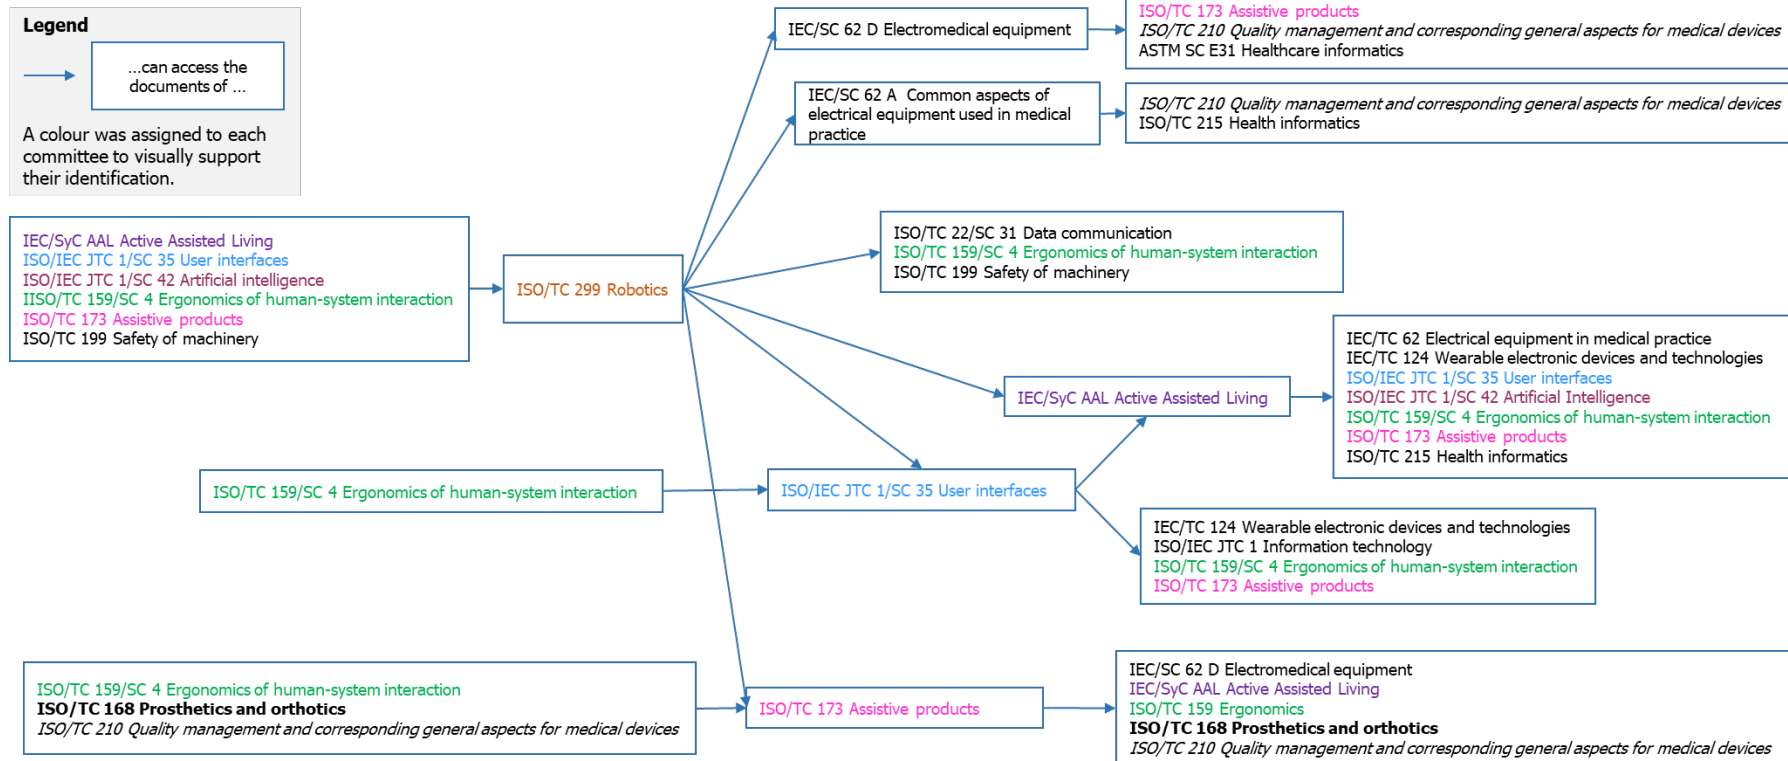 Legend
…can access the
documents of …
A colour was assigned to each
committee to visually support
their identification.
IEC/SC 62 D Electromedical equipment
ISO/TC 173 Assistive products
ISO/TC 210 Quality management and corresponding general aspects for medical devices
ASTM SC E31 Healthcare informatics
IEC/SC 62 A Common aspects of
electrical equipment used in medical
practice
ISO/TC 210 Quality management and corresponding general aspects for medical devices
ISO/TC 215 Health informatics
IEC/SyC AAL Active Assisted Living
ISO/IEC JTC 1/SC 35 User interfaces
ISO/IEC JTC 1/SC 42 Artificial intelligence
IISO/TC 159/SC 4 Ergonomics of human-system interaction
ISO/TC 173 Assistive products
ISO/TC 199 Safety of machinery
ISO/TC 299 Robotics
ISO/TC 22/SC 31 Data communication
ISO/TC 159/SC 4 Ergonomics of human-system interaction
ISO/TC 199 Safety of machinery
IEC/SyC AAL Active Assisted Living
IEC/TC 62 Electrical equipment in medical practice
IEC/TC 124 Wearable electronic devices and technologies
ISO/IEC JTC 1/SC 35 User interfaces
ISO/IEC JTC 1/SC 42 Artificial Intelligence
ISO/TC 159/SC 4 Ergonomics of human-system interaction
ISO/TC 173 Assistive products
ISO/TC 215 Health informatics
ISO/TC 159/SC 4 Ergonomics of human-system interaction
ISO/IEC JTC 1/SC 35 User interfaces
IEC/TC 124 Wearable electronic devices and technologies
ISO/IEC JTC 1 Information technology
ISO/TC 159/SC 4 Ergonomics of human-system interaction
ISO/TC 173 Assistive products
ISO/TC 159/SC 4 Ergonomics of human-system interaction
ISO/TC 168 Prosthetics and orthotics
ISO/TC 210 Quality management and corresponding general aspects for medical devices
ISO/TC 173 Assistive products
IEC/SC 62 D Electromedical equipment
IEC/SyC AAL Active Assisted Living
ISO/TC 159 Ergonomics
ISO/TC 168 Prosthetics and orthotics
ISO/TC 210 Quality management and corresponding general aspects for medical devices